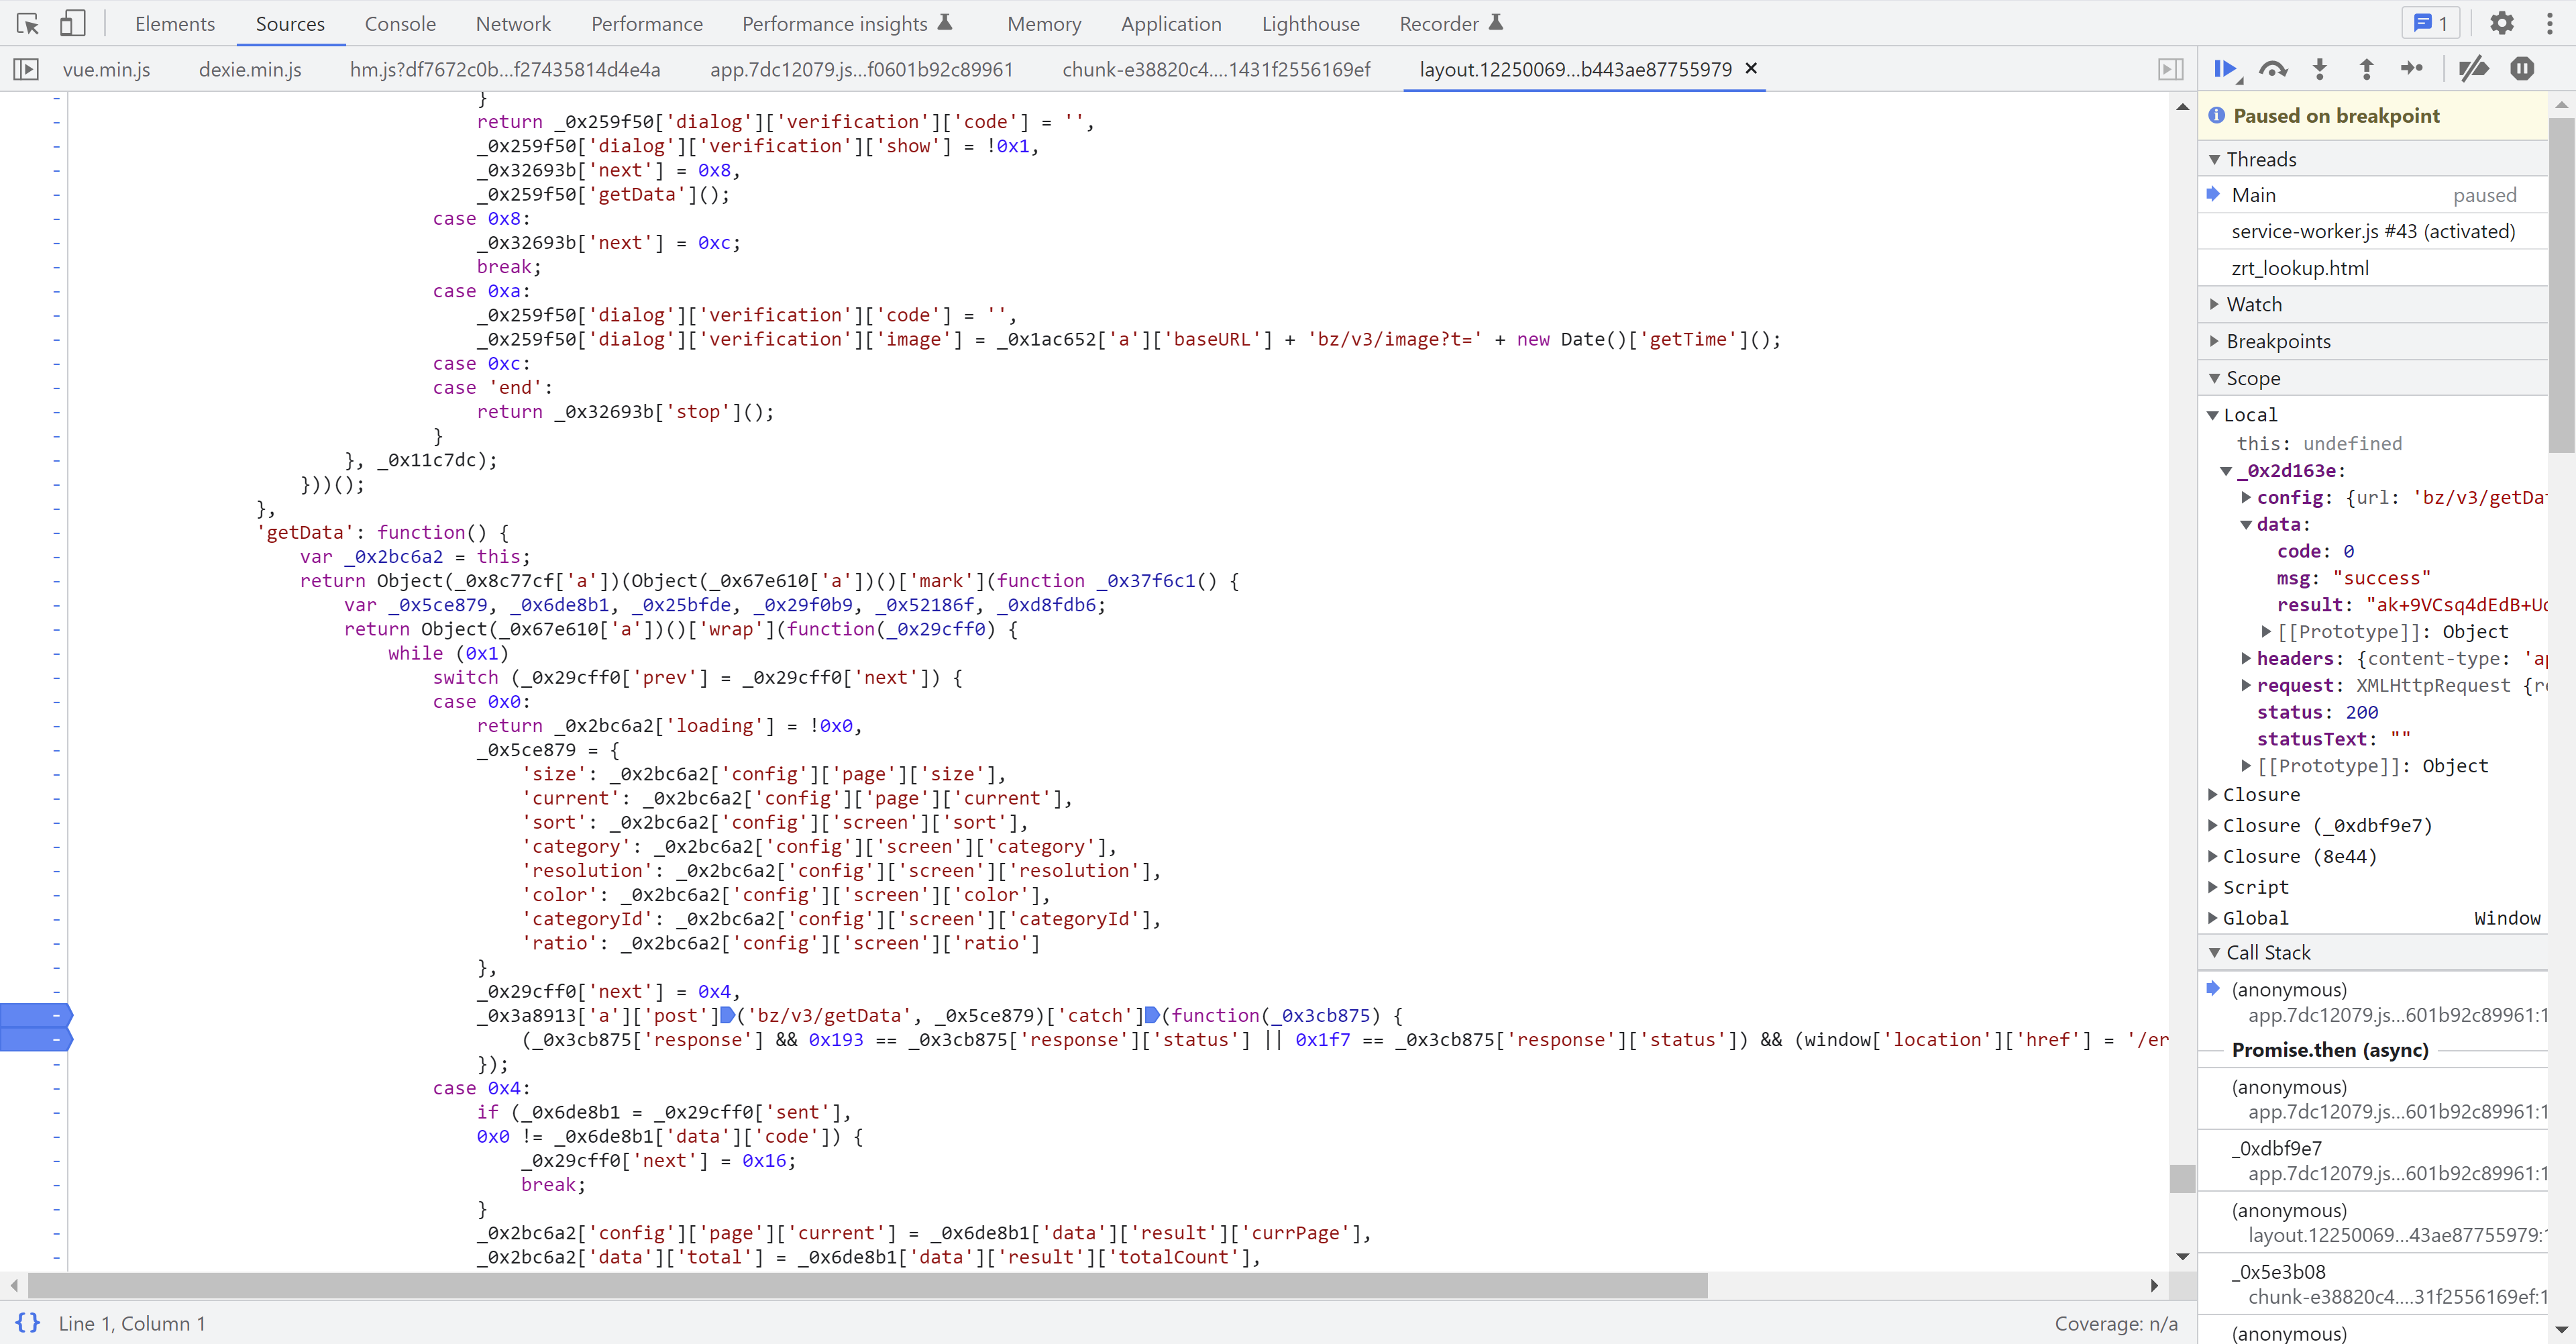 Elements Sources Console Network Performance Performance insights Memory Application Lighthouse Recorder 1
vue.min.js dexie.min.js hm.js?df7672c0b...f27435814d4e4a app.7dc12079.js...f0601b92c89961 chunk-e38820c4....1431f2556169ef layout.12250069...b443ae87755979 ×
}
return _0x259f50['dialog']['verification']['code'] = '',
_0x259f50['dialog']['verification']['show'] = !0x1,
_0x32693b['next'] = 0x8,
_0x259f50['getData']();
case 0x8:
_0x32693b['next'] = 0xc;
break;
case 0xa:
_0x259f50['dialog']['verification']['code'] = '',
_0x259f50['dialog']['verification']['image'] = _0x1ac652['a']['baseURL'] + 'bz/v3/image?t=' + new Date()['getTime']();
case 0xc:
case 'end':
return _0x32693b['stop']();
}
}, _0x11c7dc);
}))();
},
'getData': function() {
var _0x2bc6a2 = this;
return Object(_0x8c77cf['a'])(Object(_0x67e610['a'])()['mark'](function _0x37f6c1() {
var _0x5ce879, _0x6de8b1, _0x25bfde, _0x29f0b9, _0x52186f, _0xd8fdb6;
return Object(_0x67e610['a'])()['wrap'](function(_0x29cff0) {
while (0x1)
switch (_0x29cff0['prev'] = _0x29cff0['next']) {
case 0x0:
return _0x2bc6a2['loading'] = !0x0,
_0x5ce879 = {
'size': _0x2bc6a2['config']['page']['size'],
'current': _0x2bc6a2['config']['page']['current'],
'sort': _0x2bc6a2['config']['screen']['sort'],
'category': _0x2bc6a2['config']['screen']['category'],
'resolution': _0x2bc6a2['config']['screen']['resolution'],
'color': _0x2bc6a2['config']['screen']['color'],
'categoryId': _0x2bc6a2['config']['screen']['categoryId'],
'ratio': _0x2bc6a2['config']['screen']['ratio']
},
_0x29cff0['next'] = 0x4,
_0x3a8913['a']['post']('bz/v3/getData', _0x5ce879)['catch'](function(_0x3cb875) {
(_0x3cb875['response'] && 0x193 == _0x3cb875['response']['status'] || 0x1f7 == _0x3cb875['response']['status']) && (window['location']['href'] = '/er
});
case 0x4:
if (_0x6de8b1 = _0x29cff0['sent'],
0x0 != _0x6de8b1['data']['code']) {
_0x29cff0['next'] = 0x16;
break;
}
_0x2bc6a2['config']['page']['current'] = _0x6de8b1['data']['result']['currPage'],
_0x2bc6a2['data']['total'] = _0x6de8b1['data']['result']['totalCount'],
{} Line 1, Column 1
Coverage: n/a
Paused on breakpoint
Threads
Main paused
service-worker.js #43 (activated)
zrt_lookup.html
Watch
Breakpoints
Scope
Local
this: undefined
_0x2d163e:
config: {url: 'bz/v3/getDa
data:
code: 0
msg: "success"
result: "ak+9VCsq4dEdB+U
[[Prototype]]: Object
headers: {content-type: 'a
request: XMLHttpRequest {r
status: 200
statusText: ""
[[Prototype]]: Object
Closure
Closure (_0xdbf9e7)
Closure (8e44)
Script
Global Window
Call Stack
(anonymous)
app.7dc12079.js...601b92c89961:1
Promise.then (async)
(anonymous)
app.7dc12079.js...601b92c89961:1
_0xdbf9e7
app.7dc12079.js...601b92c89961:1
(anonymous)
layout.12250069...43ae87755979:
_0x5e3b08
chunk-e38820c4....31f2556169ef:1
(anonymous)